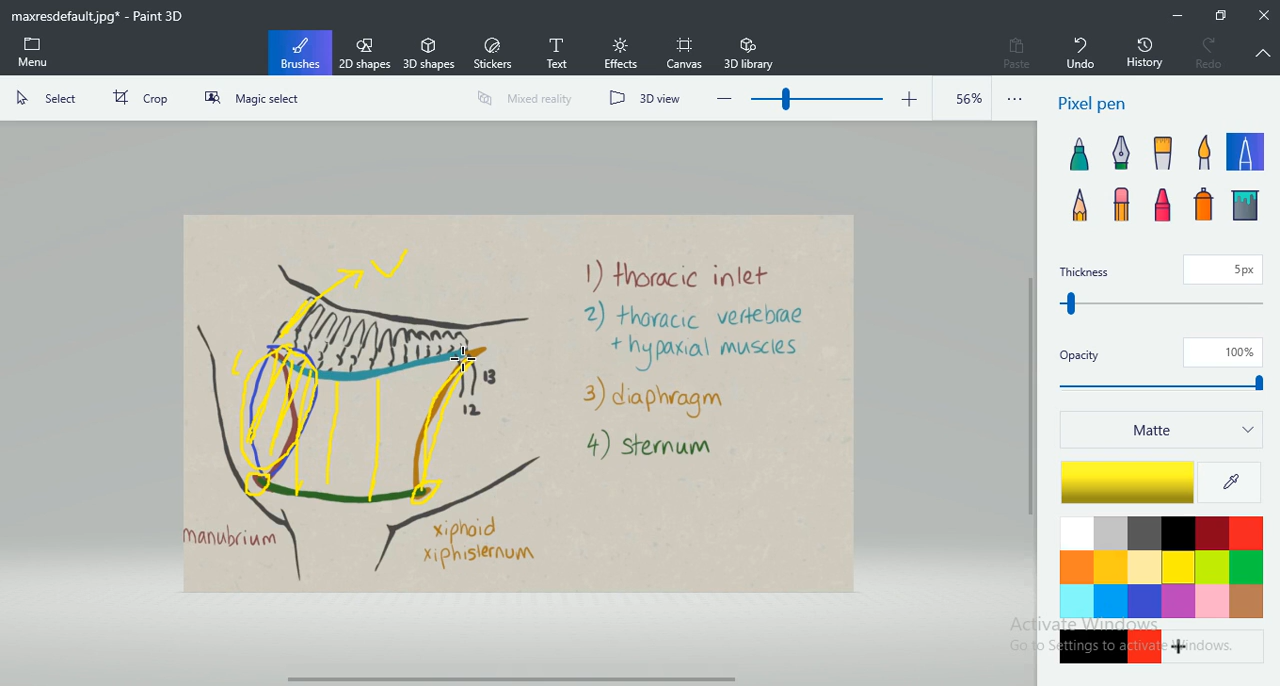 maxresdefault.jpg* - Paint 3D
Menu
Brushes
2D shapes
3D shapes
Stickers
Text
Effects
Canvas
3D library
Paste
Undo
History
Redo
Select
Crop
Magic select
Mixed reality
3D view
56%
Pixel pen
Thickness
5px
Opacity
100%
Matte
1) thoracic inlet
2) thoracic vertebrae
+ hypaxial muscles
3) diaphragm
4) sternum
13
12
manubrium
xiphoid
xiphisternum
Activate Windows
Go to Settings to activate Windows.